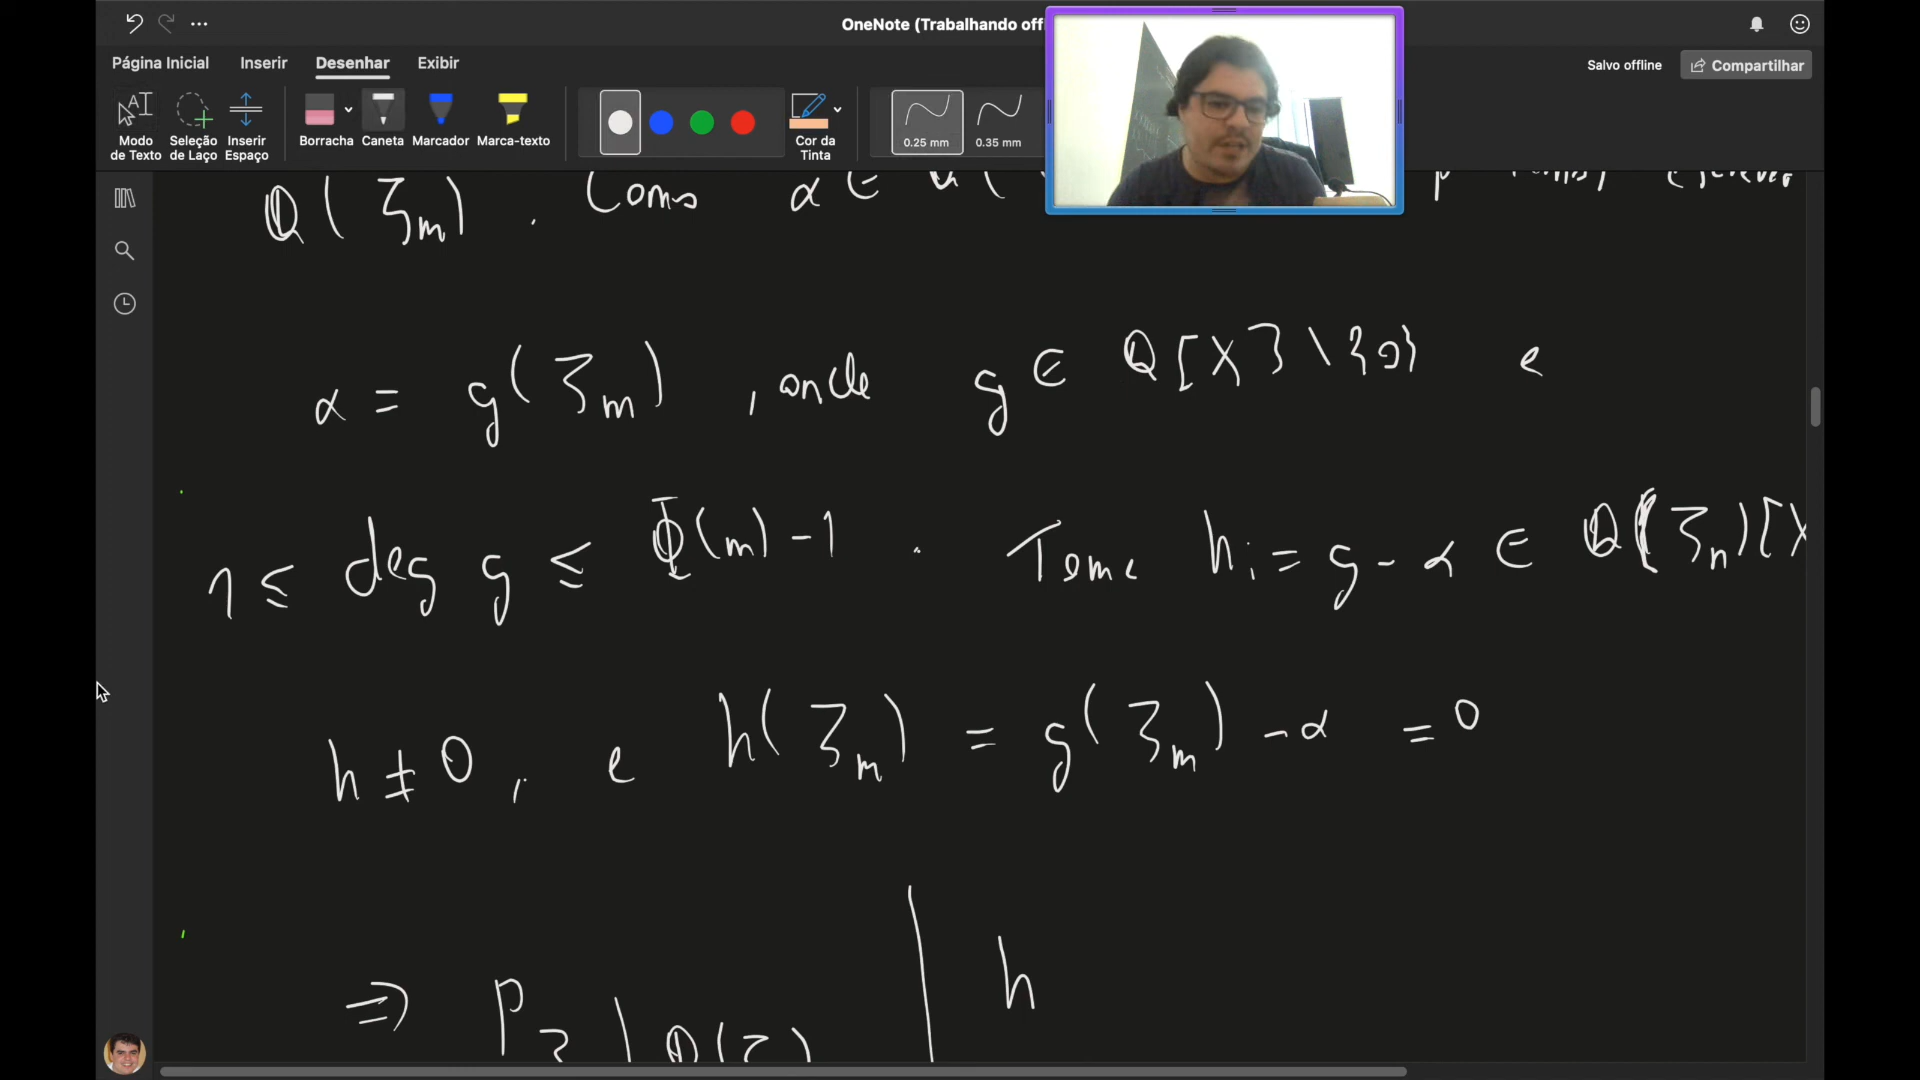 OneNote (Trabalhando off
Página Inicial Inserir Desenhar Exibir
Salvo offline Compartilhar
Modo de Texto
Seleção de Laço
Inserir Espaço
Borracha
Caneta
Marcador
Marca-texto
Cor da Tinta
0.25 mm
0.35 mm
ℚ(ζₘ). Como α ∈
α = g(ζₘ), onde g ∈ ℚ[X]\{0} e
1 ≤ deg g ≤ Φ(m) - 1. Tome h := g - α ∈ ℚ(ζₙ)[X
h ≠ 0, e h(ζₘ) = g(ζₘ) - α = 0
⇒ P | h